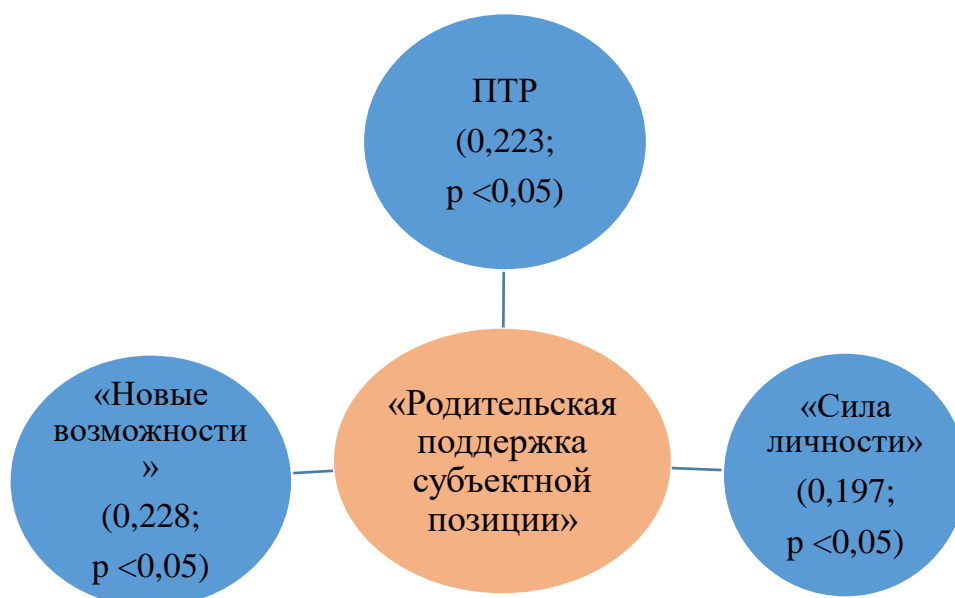 ПТР
(0,223;
p <0,05)
«Новые
возможности
»
(0,228;
p <0,05)
«Родительская
поддержка
субъектной
позиции»
«Сила
личности»
(0,197;
p <0,05)